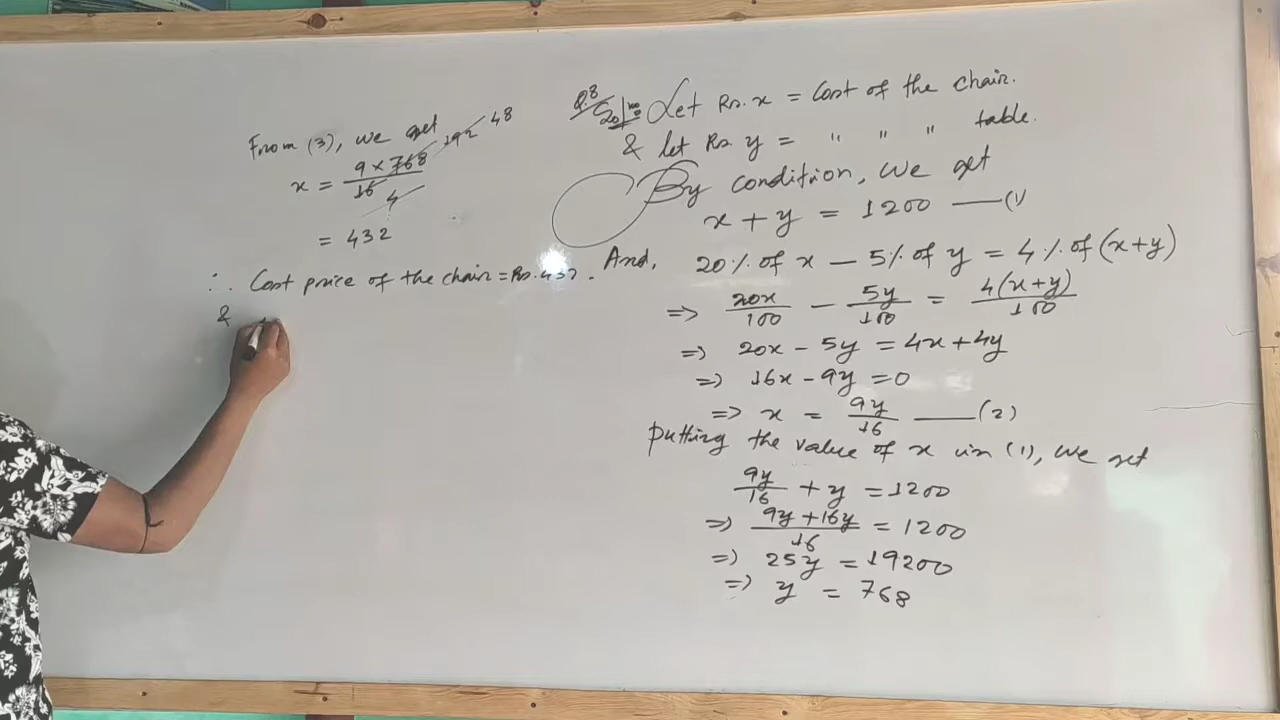 Let Rs. x = Cost of the chair.
& let Rs y = " " " table.
By condition, we get
x + y = 1200 —(1)
And, 20% of x – 5% of y = 4% of (x+y)
=> 20x/100 – 5y/100 = 4(x+y)/100
=> 20x – 5y = 4x + 4y
=> 16x – 9y = 0
=> x = 9y/16 —(2)
putting the value of x in (1), we get
9y/16 + y = 1200
=> 9y + 16y/16 = 1200
=> 25y = 19200
=> y = 768
From (3), we get
x = 9 × 768/16 192 48
4
= 432
∴ Cost price of the chair = Rs. 432.
&